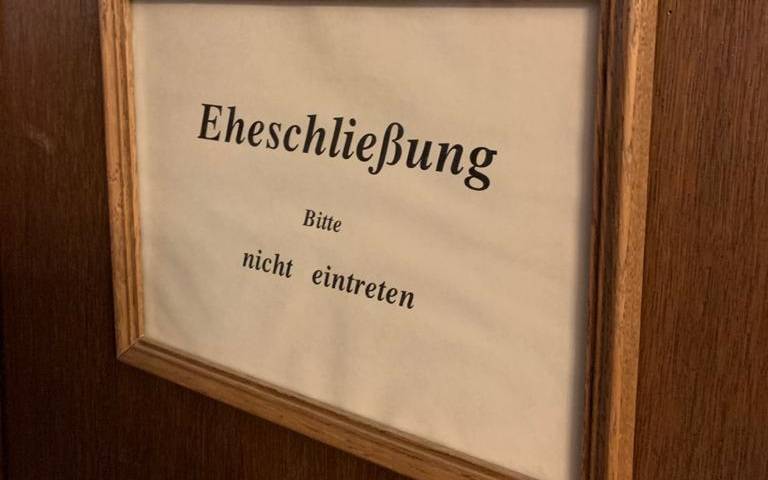 Eheschließung
Bitte
nicht eintreten